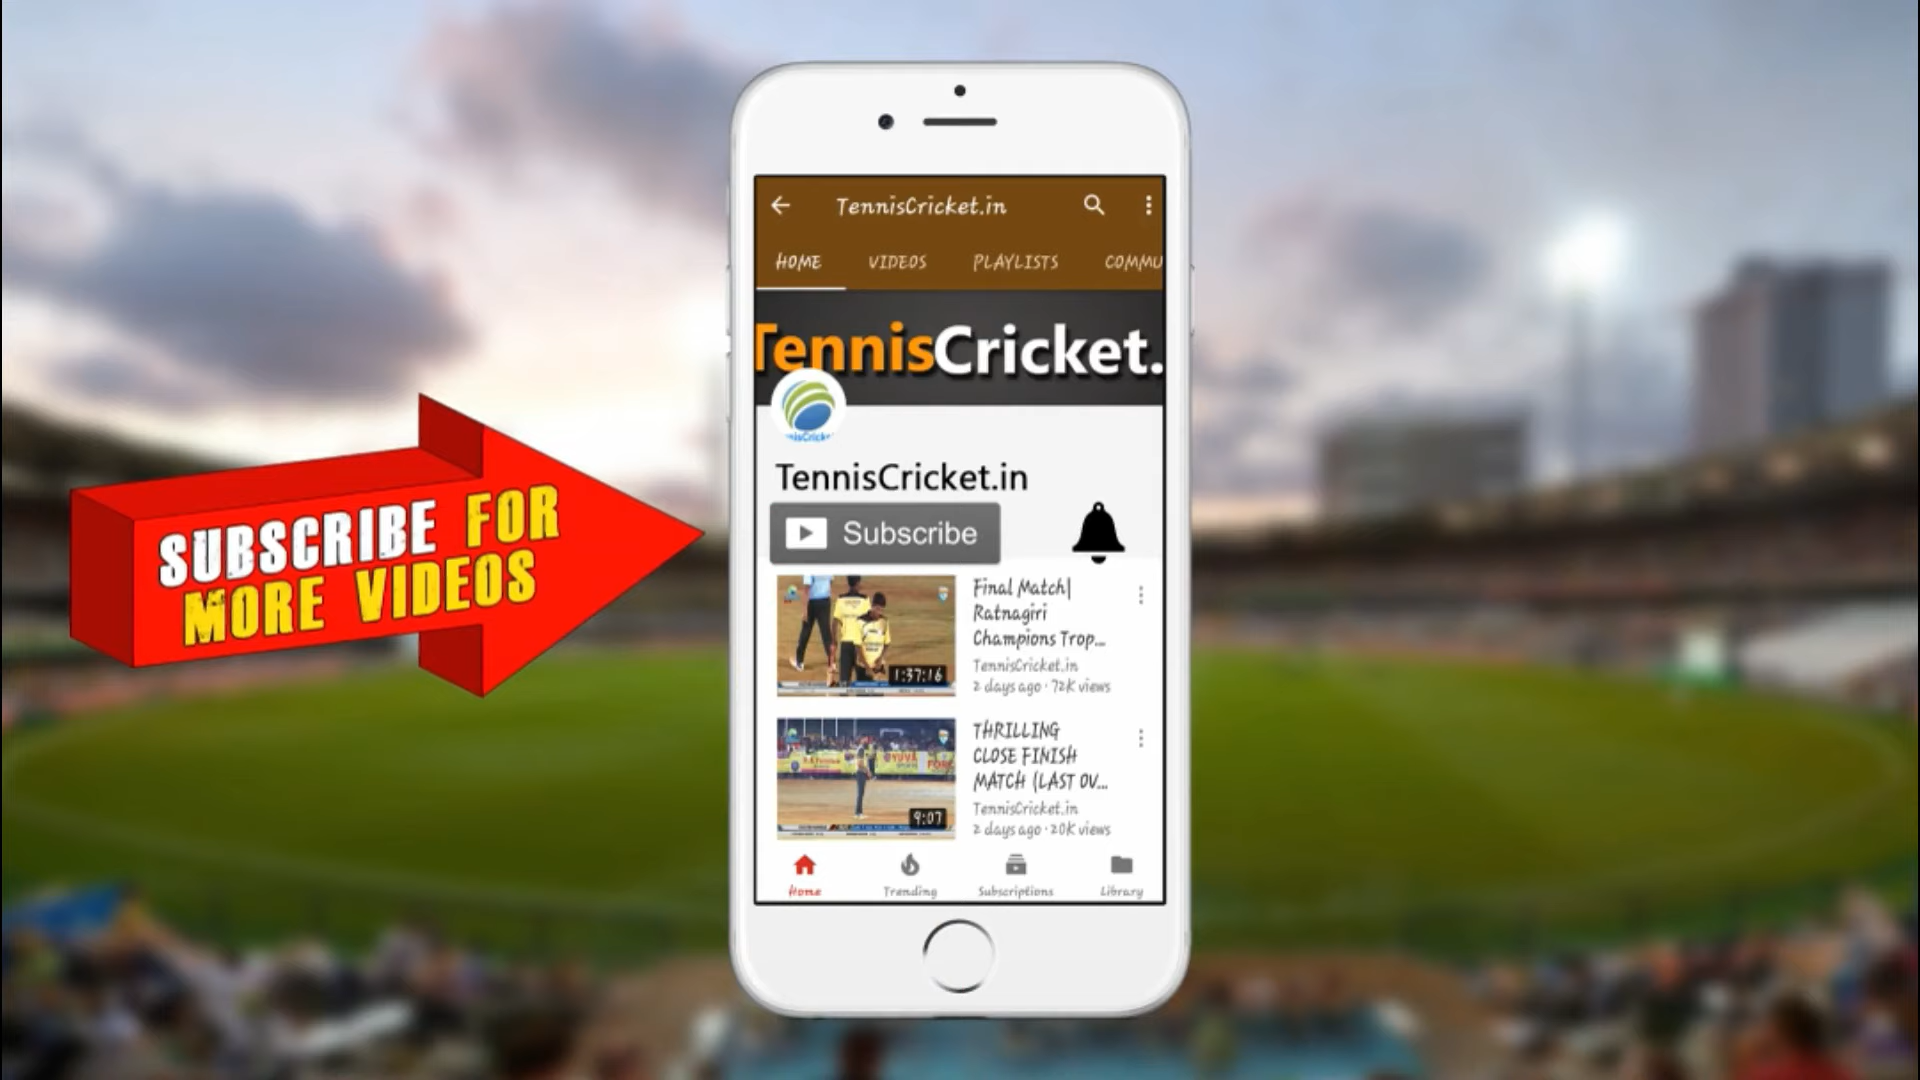 SUBSCRIBE FOR
MORE VIDEOS
TennisCricket.in
HOME VIDEOS PLAYLISTS COMMU
TennisCricket.
TennisCricket.in
Subscribe
Final Match|
Ratnagiri
Champions Trop...
TennisCricket.in
2 days ago · 72K views
1:37:16
THRILLING
CLOSE FINISH
MATCH (LAST OV...
TennisCricket.in
2 days ago · 20K views
9:07
Home Trending Subscriptions Library